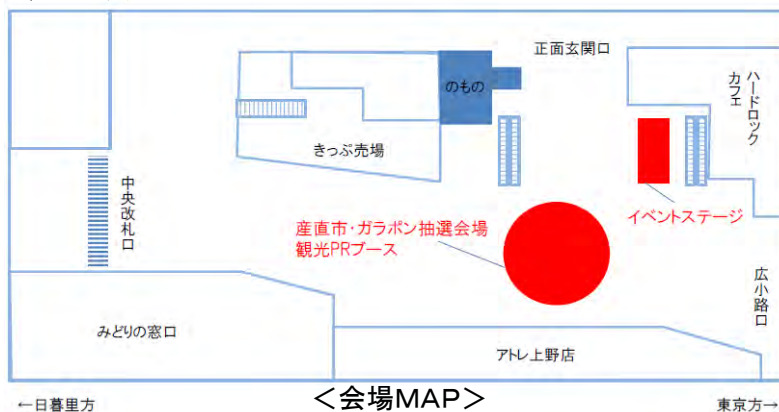 正面玄関口
のもの
ハードロック
カフェ
きっぷ売場
中央改札口
産直市・ガラポン抽選会場
観光PRブース
イベントステージ
広小路口
みどりの窓口
アトレ上野店
←日暮里方
＜会場MAP＞
東京方→